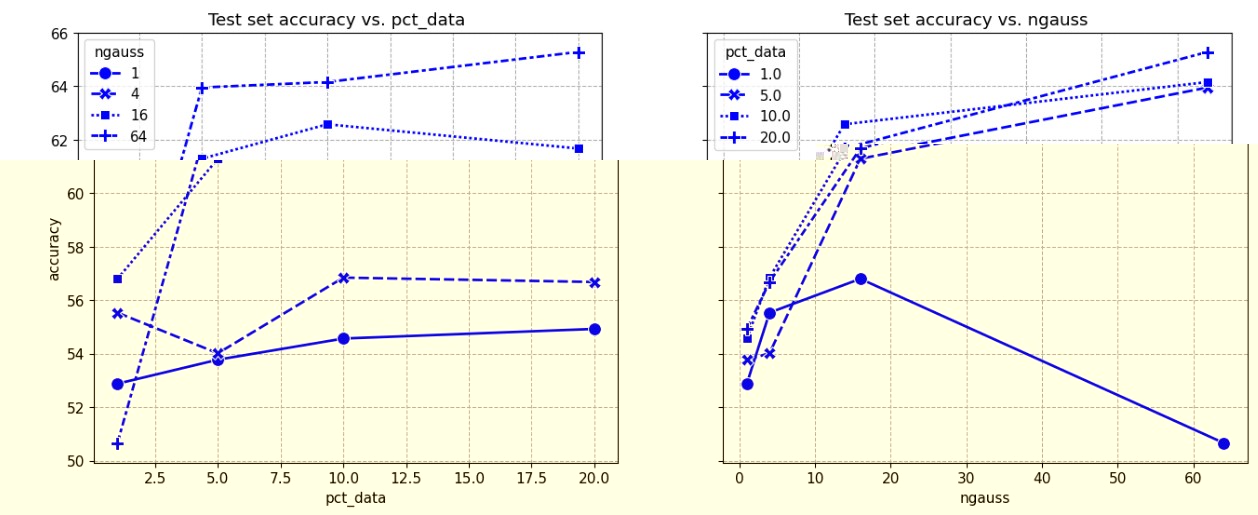 Test set accuracy vs. pct_data
66
64
62
60
58
56
54
52
50
accuracy
ngauss
1
4
16
64
2.5 5.0 7.5 10.0 12.5 15.0 17.5 20.0
pct_data
Test set accuracy vs. ngauss
pct_data
1.0
5.0
10.0
20.0
0 10 20 30 40 50 60
ngauss